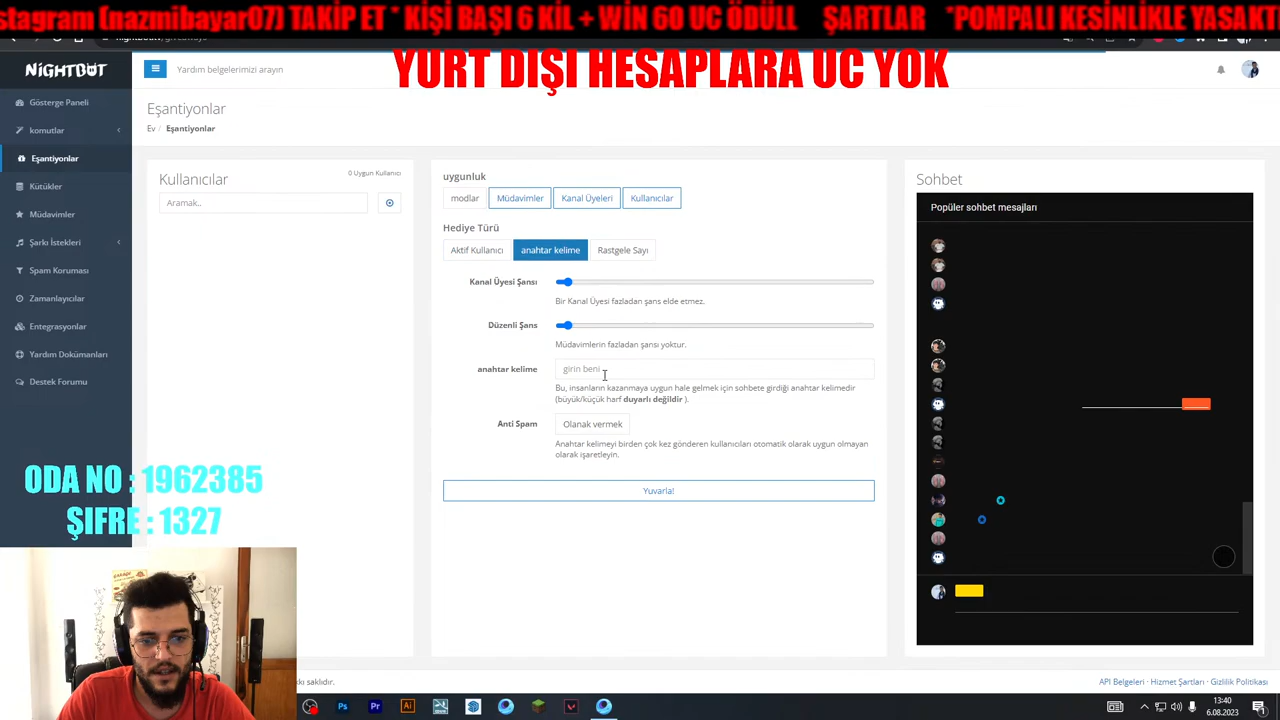 stagram (nazmibayar07) TAKİP ET * KİŞİ BAŞI 6 KİL + WIN 60 UC ÖDÜLL ŞARTLAR *POMPALI KESİNLİKLE YASAKT
YURT DIŞI HESAPLARA UC YOK
NiGHTBOT
Yardım belgelerimizi arayın
Gösterge Paneli
komutlar
Eşantiyonlar
Kütükler
Müdavimler
Şarkı İstekleri
Spam Koruması
Zamanlayıcılar
Entegrasyonlar
Yardım Dokümanları
Destek Forumu
Eşantiyonlar
Ev / Eşantiyonlar
Kullanıcılar
0 Uygun Kullanıcı
Aramak..
uygunluk
modlar Müdavimler Kanal Üyeleri Kullanıcılar
Hediye Türü
Aktif Kullanıcı anahtar kelime Rastgele Sayı
Kanal Üyesi Şansı
Bir Kanal Üyesi fazladan şans elde etmez.
Düzenli Şans
Müdavimlerin fazladan şansı yoktur.
anahtar kelime
girin beni
Bu, insanların kazanmaya uygun hale gelmek için sohbete girdiği anahtar kelimedir
(büyük/küçük harf duyarlı değildir ).
Anti Spam
Olanak vermek
Anahtar kelimeyi birden çok kez gönderen kullanıcıları otomatik olarak uygun olmayan
olarak işaretleyin.
Yuvarla!
Sohbet
Popüler sohbet mesajları
ODA NO : 1962385
ŞIFRE : 1327
kkı saklıdır.
API Belgeleri · Hizmet Şartları · Gizlilik Politikası
13:40
6.08.2023